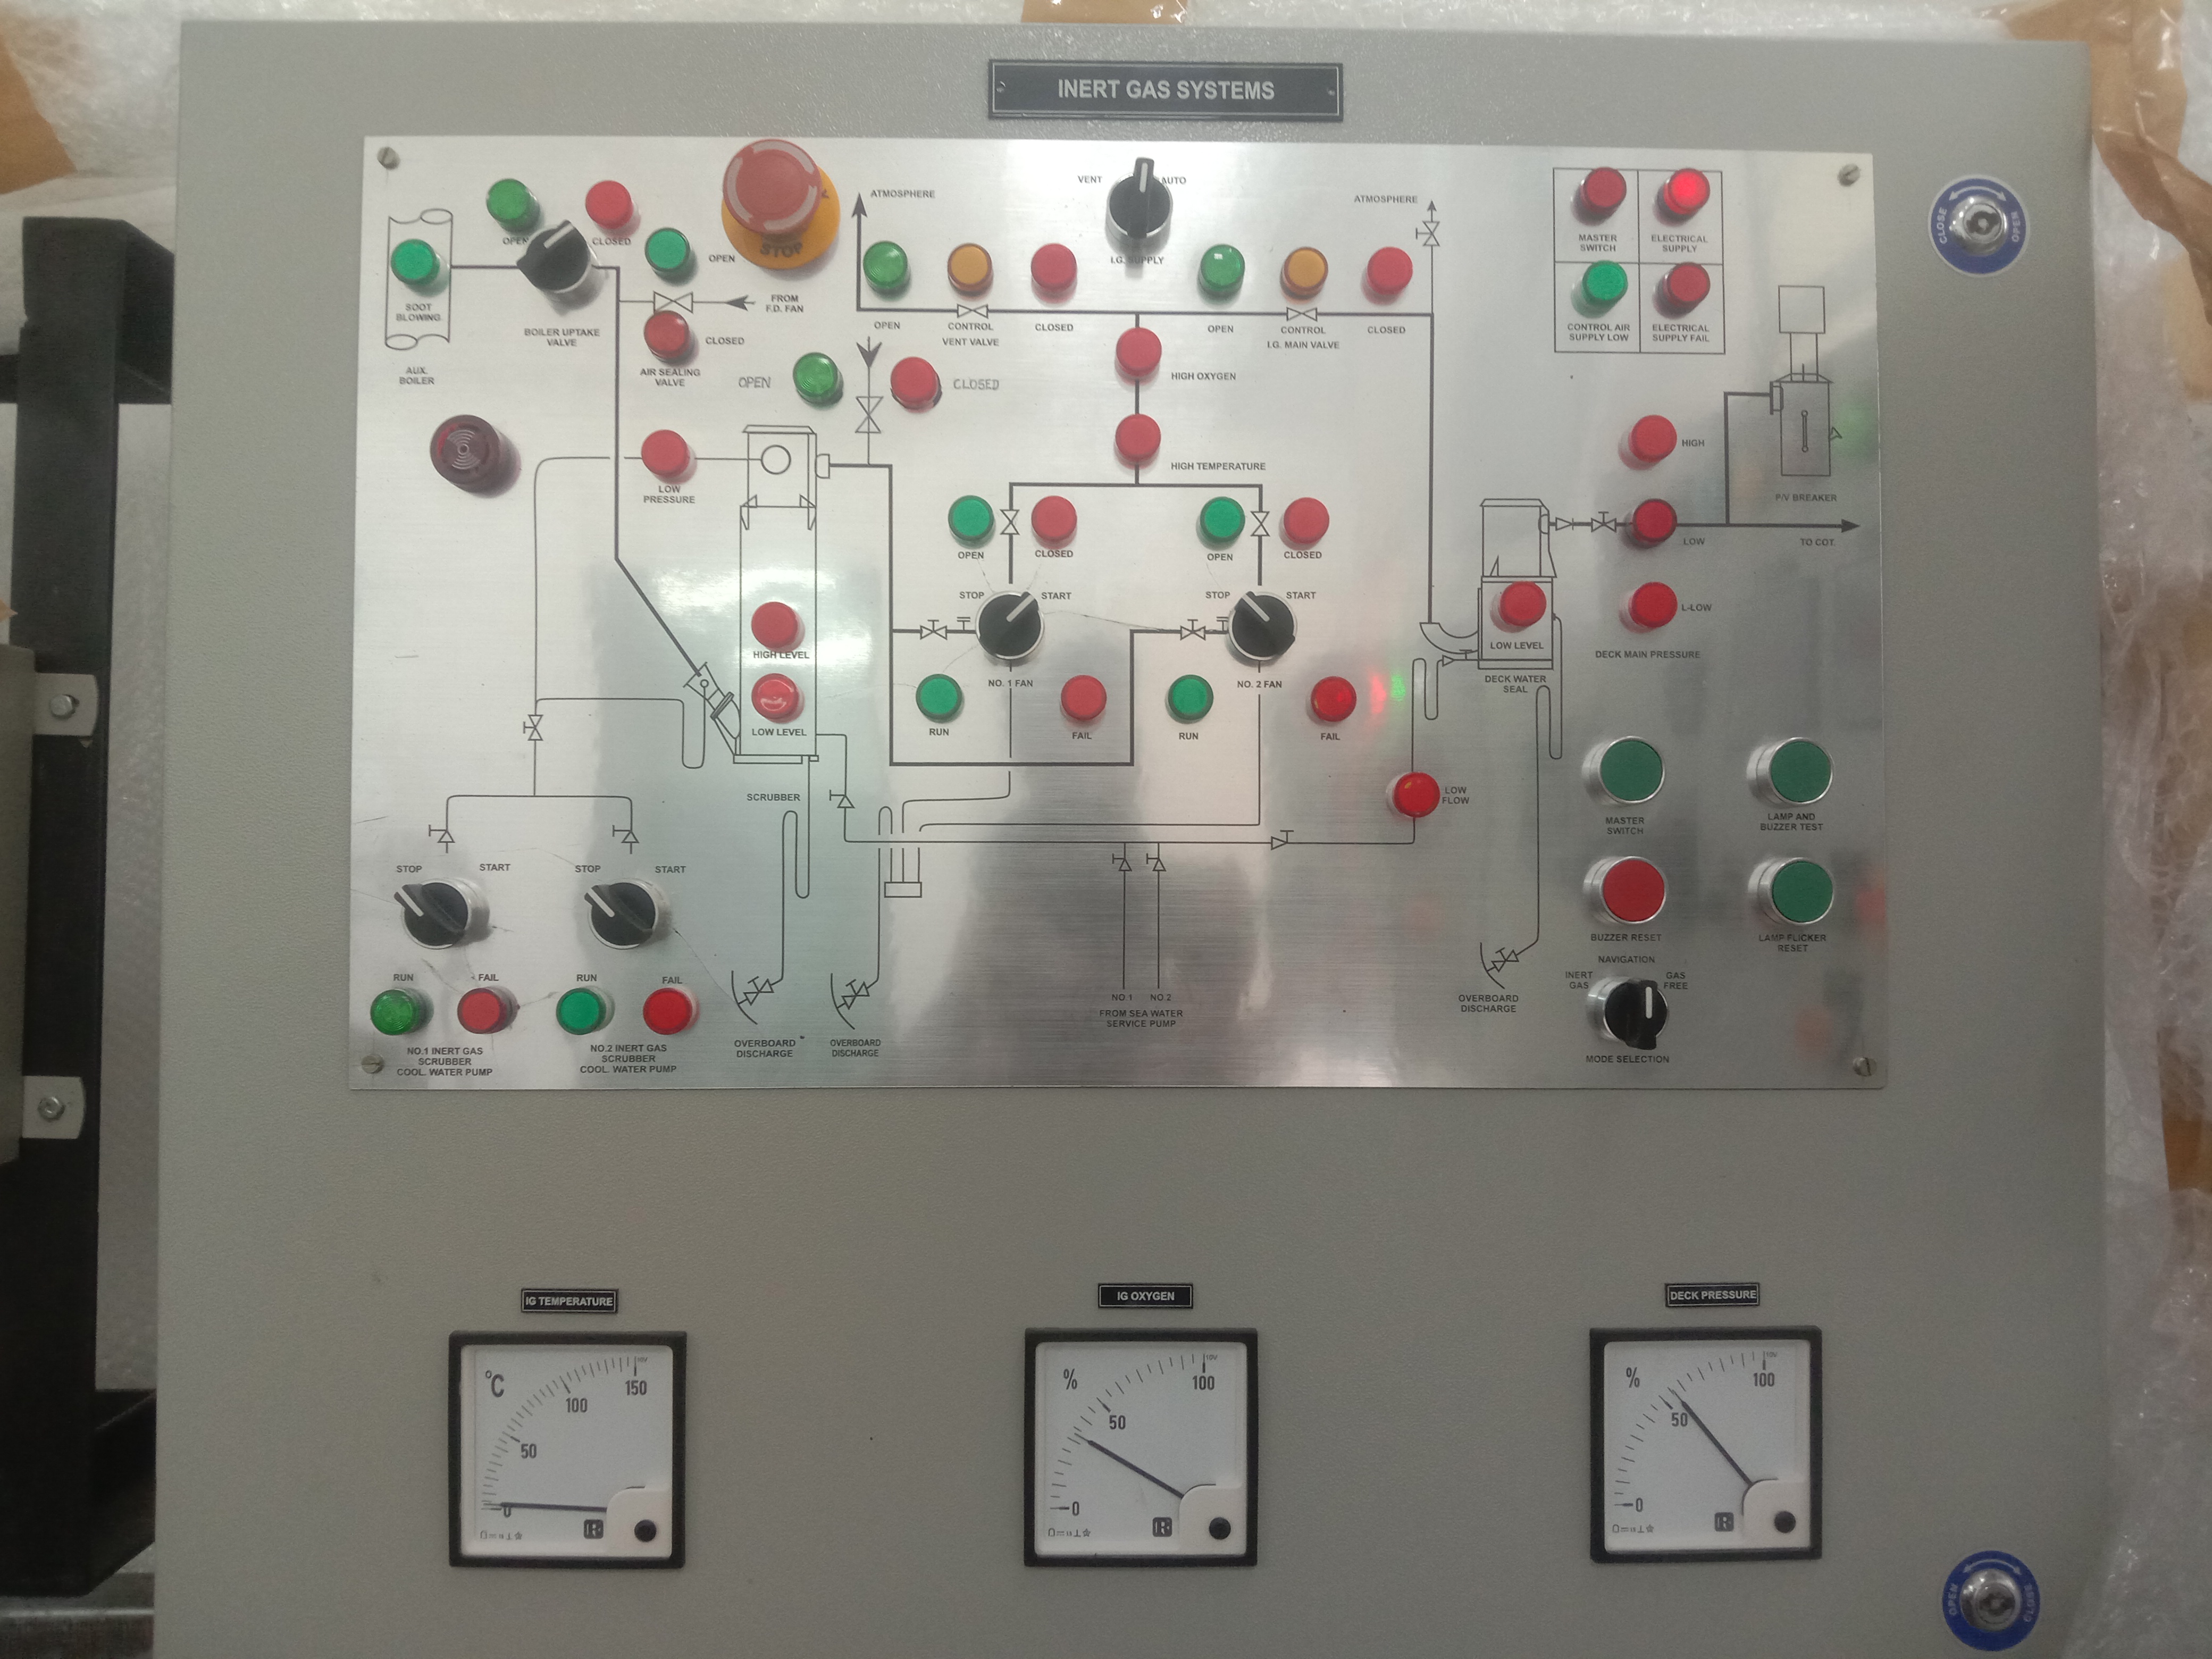 INERT GAS SYSTEMS
OPEN
CLOSED
SOOT
BLOWING
AUX.
BOILER
BOILER UPTAKE
VALVE
OPEN
FROM
F.D. FAN
CLOSED
AIR SEALING
VALVE
STOP
ATMOSPHERE
OPEN
CONTROL
CLOSED
VENT VALVE
VENT
AUTO
I.G. SUPPLY
ATMOSPHERE
OPEN
CONTROL
CLOSED
I.G. MAIN VALVE
MASTER
SWITCH
ELECTRICAL
SUPPLY
CONTROL AIR
SUPPLY LOW
ELECTRICAL
SUPPLY FAIL
OPEN
CLOSED
HIGH OXYGEN
HIGH TEMPERATURE
LOW
PRESSURE
HIGH
P/V BREAKER
LOW
TO COT.
L-LOW
DECK MAIN PRESSURE
OPEN
CLOSED
OPEN
CLOSED
STOP
START
STOP
START
NO. 1 FAN
NO. 2 FAN
RUN
FAIL
RUN
FAIL
HIGH LEVEL
LOW LEVEL
SCRUBBER
LOW LEVEL
DECK WATER
SEAL
LOW
FLOW
MASTER
SWITCH
LAMP AND
BUZZER TEST
BUZZER RESET
LAMP FLICKER
RESET
NAVIGATION
INERT
GAS
GAS
FREE
MODE SELECTION
STOP
START
STOP
START
RUN
FAIL
RUN
FAIL
NO.1 INERT GAS
SCRUBBER
COOL. WATER PUMP
NO.2 INERT GAS
SCRUBBER
COOL. WATER PUMP
OVERBOARD
DISCHARGE
OVERBOARD
DISCHARGE
NO.1
NO.2
FROM SEA WATER
SERVICE PUMP
OVERBOARD
DISCHARGE
CLOSE
OPEN
IG TEMPERATURE
°C
10V
150
100
50
0
IG OXYGEN
%
10V
100
50
0
DECK PRESSURE
%
10V
100
50
0
OPEN
CLOSE